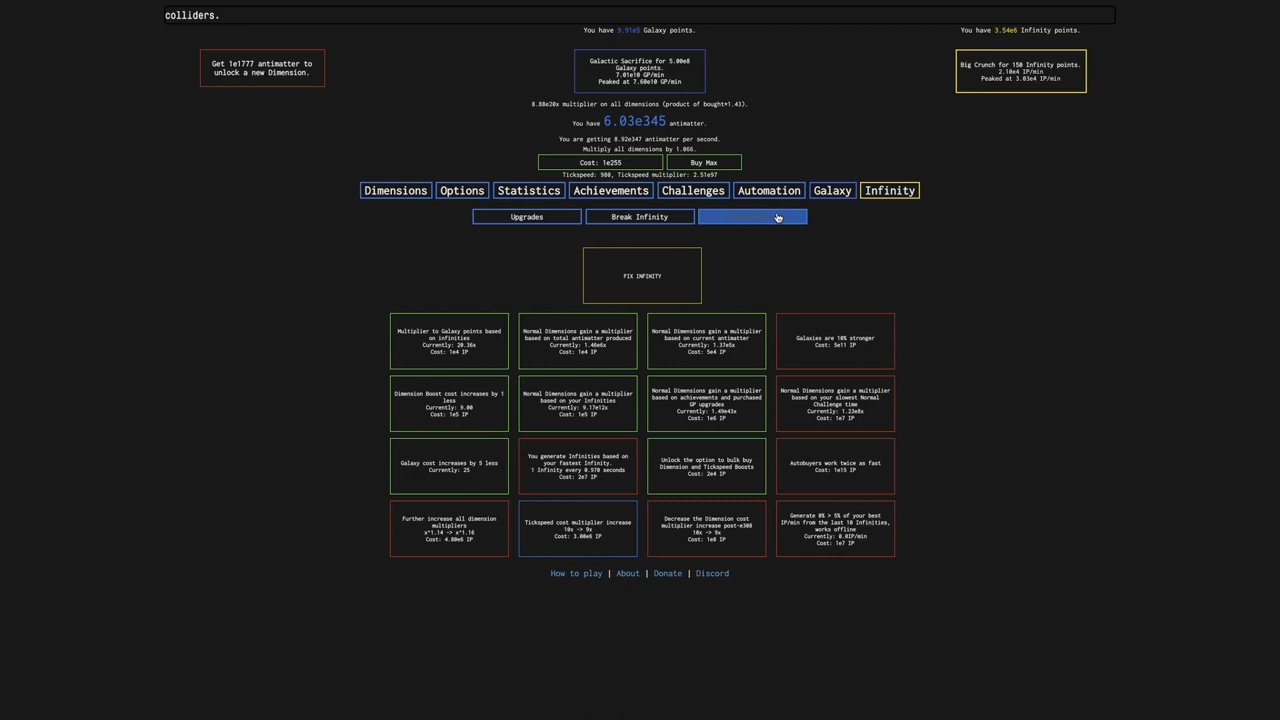 colliders.
You have 9.91e5 Galaxy points.
You have 3.54e6 Infinity points.
Get 1e1777 antimatter to
unlock a new Dimension.
Galactic Sacrifice for 5.00e8
Galaxy points.
7.01e10 GP/min
Peaked at 7.60e10 GP/min
Big Crunch for 150 Infinity points.
2.10e4 IP/min
Peaked at 3.03e4 IP/min
8.88e20x multiplier on all dimensions (product of bought*1.43).
You have 6.03e345 antimatter.
You are getting 8.92e347 antimatter per second.
Multiply all dimensions by 1.066.
Cost: 1e255
Buy Max
Tickspeed: 980, Tickspeed multiplier: 2.51e97
Dimensions
Options
Statistics
Achievements
Challenges
Automation
Galaxy
Infinity
Upgrades
Break Infinity
FIX INFINITY
Multiplier to Galaxy points based
on infinities
Currently: 20.36x
Cost: 1e4 IP
Normal Dimensions gain a multiplier
based on total antimatter produced
Currently: 1.46e6x
Cost: 1e4 IP
Normal Dimensions gain a multiplier
based on current antimatter
Currently: 1.37e5x
Cost: 5e4 IP
Galaxies are 10% stronger
Cost: 5e11 IP
Dimension Boost cost increases by 1
less
Currently: 9.00
Cost: 1e5 IP
Normal Dimensions gain a multiplier
based on your Infinities
Currently: 9.17e12x
Cost: 1e5 IP
Normal Dimensions gain a multiplier
based on achievements and purchased
GP upgrades
Currently: 1.49e43x
Cost: 1e6 IP
Normal Dimensions gain a multiplier
based on your slowest Normal
Challenge time
Currently: 1.23e8x
Cost: 1e7 IP
Galaxy cost increases by 5 less
Currently: 25
You generate Infinities based on
your fastest Infinity.
1 Infinity every 0.970 seconds
Cost: 2e7 IP
Unlock the option to bulk buy
Dimension and Tickspeed Boosts
Cost: 2e4 IP
Autobuyers work twice as fast
Cost: 1e15 IP
Further increase all dimension
multipliers
x^1.14 -> x^1.16
Cost: 4.80e6 IP
Tickspeed cost multiplier increase
10x -> 9x
Cost: 3.00e6 IP
Decrease the Dimension cost
multiplier increase post-e308
10x -> 9x
Cost: 1e8 IP
Generate 0% > 5% of your best
IP/min from the last 10 Infinities,
works offline
Currently: 0.0IP/min
Cost: 1e7 IP
How to play | About | Donate | Discord